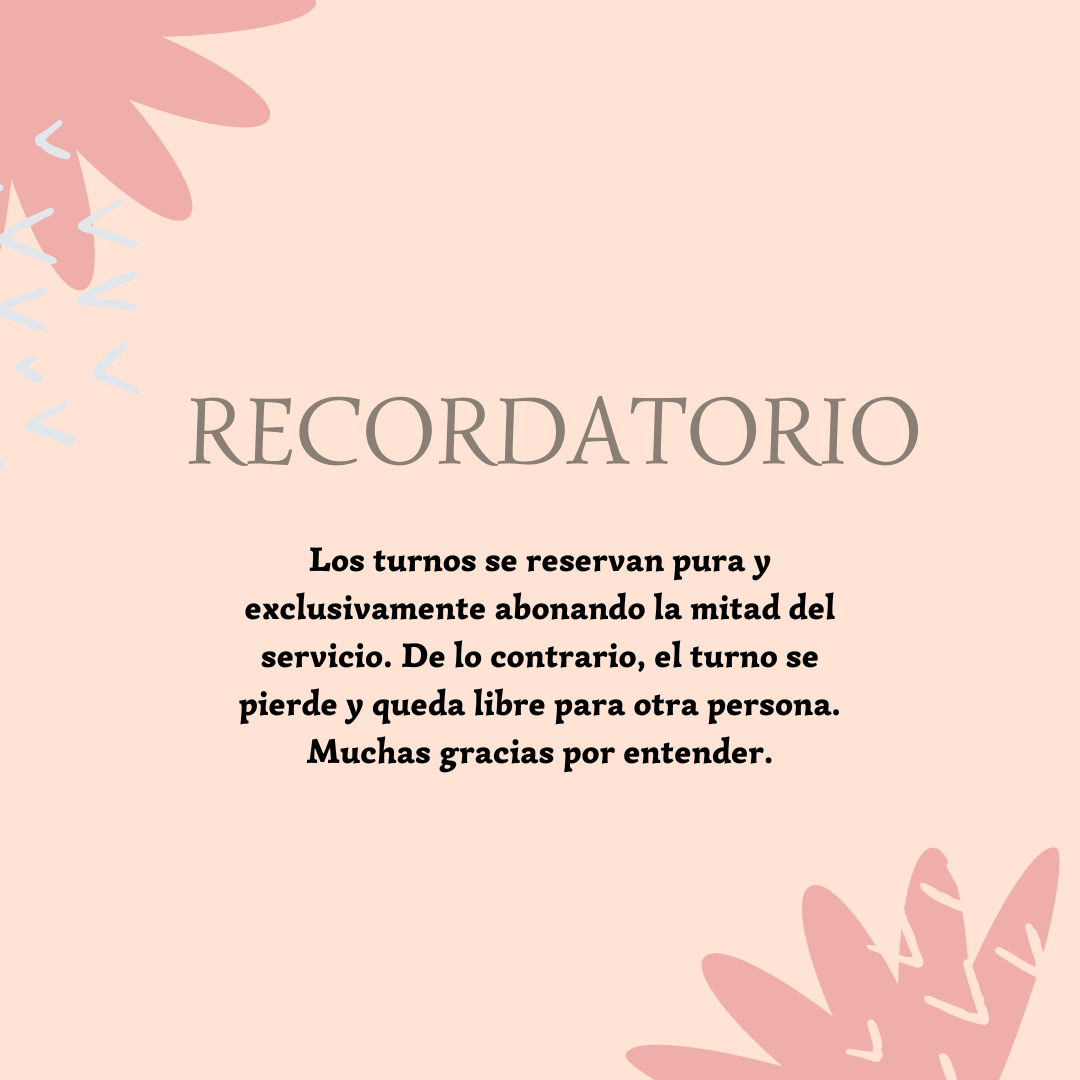 RECORDATORIO
Los turnos se reservan pura y
exclusivamente abonando la mitad del
servicio. De lo contrario, el turno se
pierde y queda libre para otra persona.
Muchas gracias por entender.